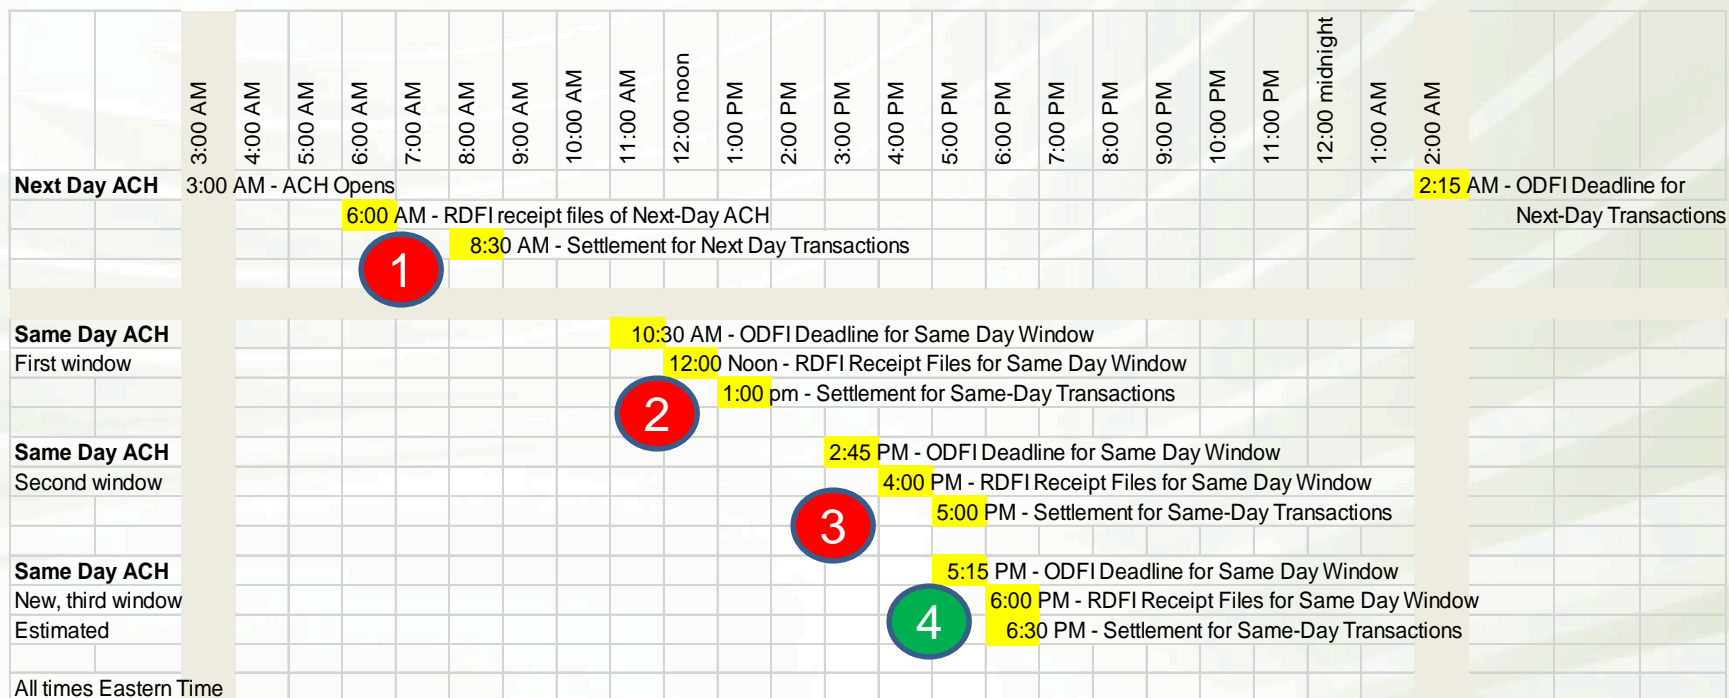 3:00 AM
4:00 AM
5:00 AM
6:00 AM
7:00 AM
8:00 AM
9:00 AM
10:00 AM
11:00 AM
12:00 noon
1:00 PM
2:00 PM
3:00 PM
4:00 PM
5:00 PM
6:00 PM
7:00 PM
8:00 PM
9:00 PM
10:00 PM
11:00 PM
12:00 midnight
1:00 AM
2:00 AM
Next Day ACH 3:00 AM - ACH Opens 2:15 AM - ODFI Deadline for
6:00 AM - RDFI receipt files of Next-Day ACH Next-Day Transactions
8:30 AM - Settlement for Next Day Transactions
1
Same Day ACH 10:30 AM - ODFI Deadline for Same Day Window
First window 12:00 Noon - RDFI Receipt Files for Same Day Window
1:00 pm - Settlement for Same-Day Transactions
2
Same Day ACH 2:45 PM - ODFI Deadline for Same Day Window
Second window 4:00 PM - RDFI Receipt Files for Same Day Window
5:00 PM - Settlement for Same-Day Transactions
3
Same Day ACH 5:15 PM - ODFI Deadline for Same Day Window
New, third window 6:00 PM - RDFI Receipt Files for Same Day Window
Estimated 6:30 PM - Settlement for Same-Day Transactions
4
All times Eastern Time